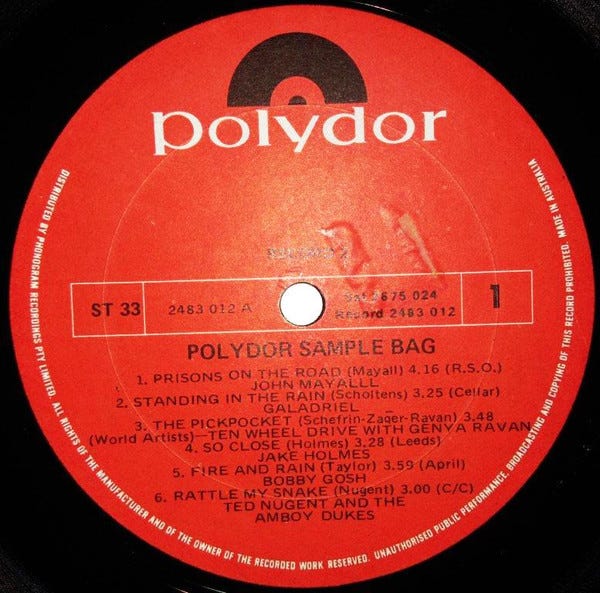 polydor
ST 33
2483 012 A
Set 2675 024
Record 2483 012
1
POLYDOR SAMPLE BAG
1. PRISONS ON THE ROAD (Mayall) 4.16 (R.S.O.)
JOHN MAYALLL
2. STANDING IN THE RAIN (Scholtens) 3.25 (Cellar)
GALADRIEL
3. THE PICKPOCKET (Schefrin-Zager-Ravan) 3.48
(World Artists)—TEN WHEEL DRIVE WITH GENYA RAVAN
4. SO CLOSE (Holmes) 3.28 (Leeds)
JAKE HOLMES
5. FIRE AND RAIN (Taylor) 3.59 (April)
BOBBY GOSH
6. RATTLE MY SNAKE (Nugent) 3.00 (C/C)
TED NUGENT AND THE
AMBOY DUKES
DISTRIBUTED BY PHONOGRAM RECORDINGS PTY LIMITED. ALL RIGHTS OF THE MANUFACTURER AND OF THE OWNER OF THE RECORDED WORK RESERVED. UNAUTHORISED PUBLIC PERFORMANCE, BROADCASTING AND COPYING OF THIS RECORD PROHIBITED. MADE IN AUSTRALIA